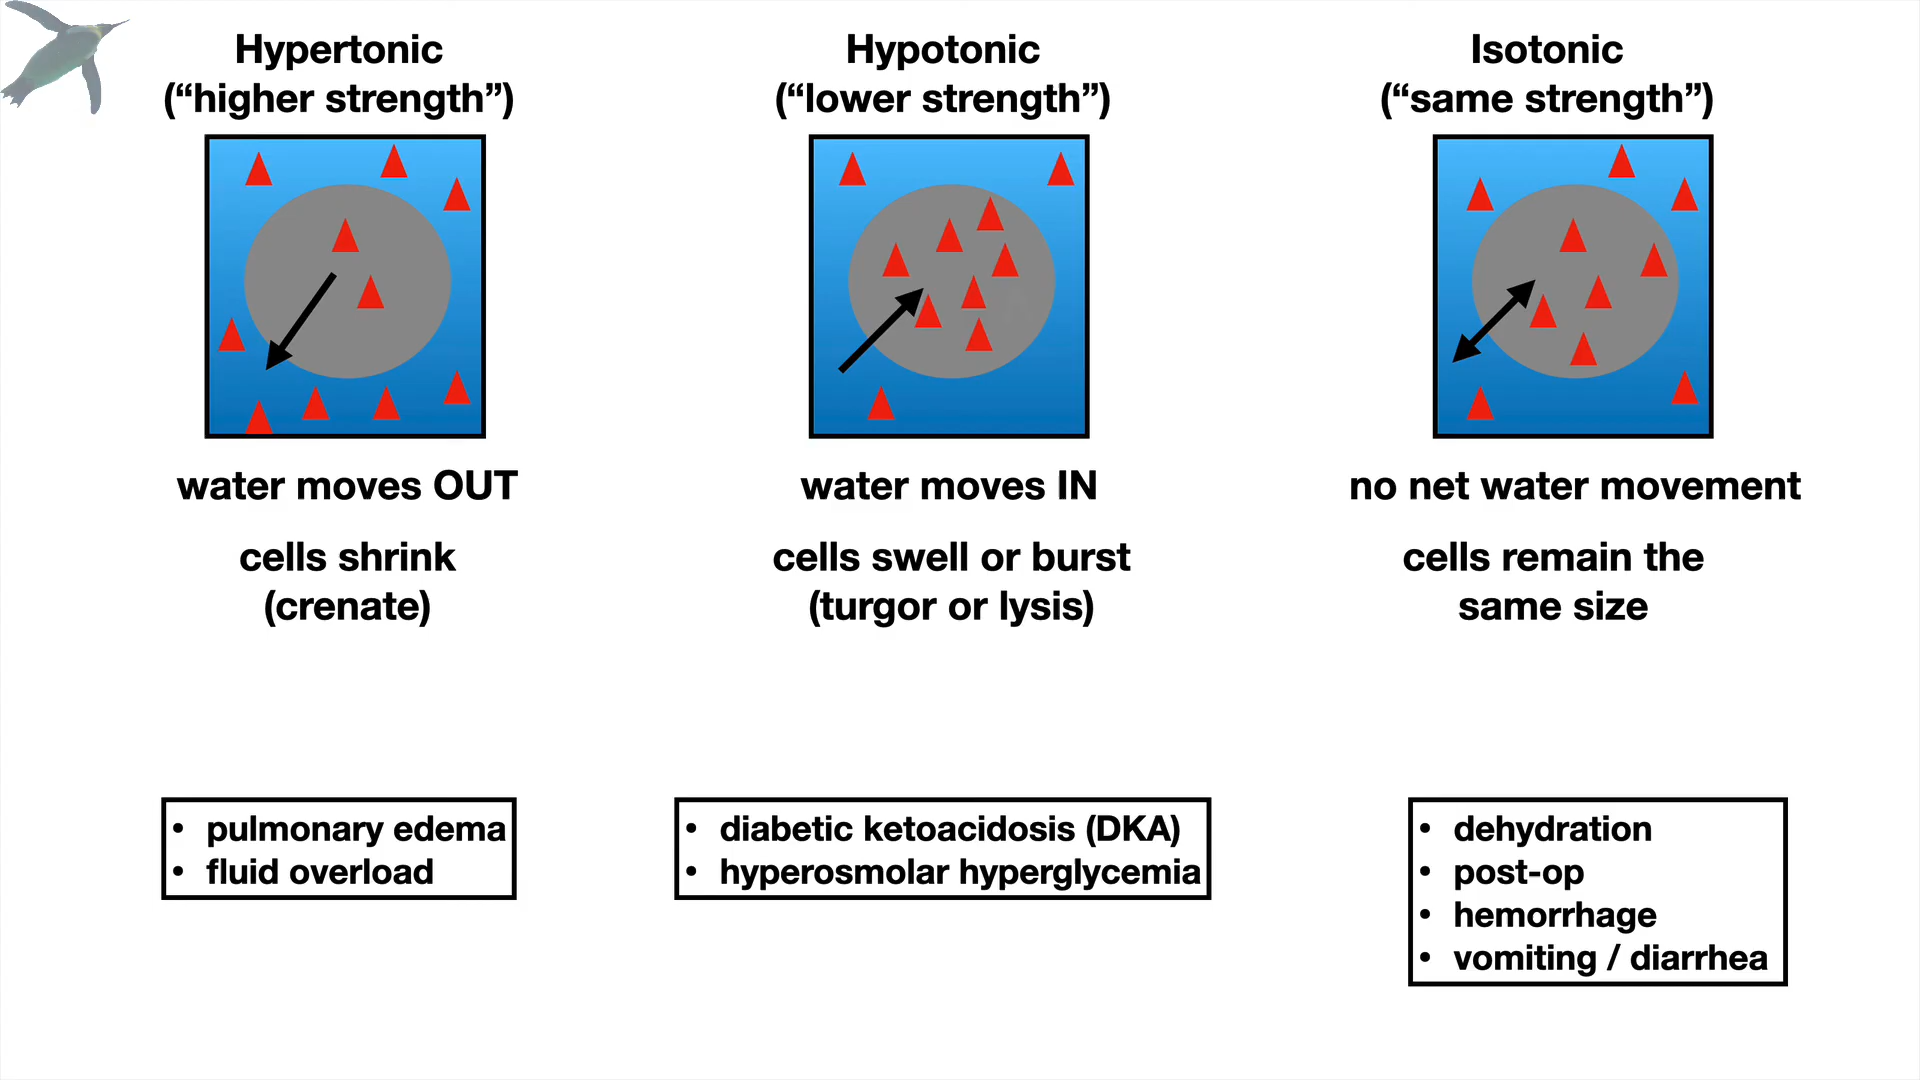 Hypertonic
(“higher strength”)
water moves OUT
cells shrink
(crenate)
• pulmonary edema
• fluid overload
Hypotonic
(“lower strength”)
water moves IN
cells swell or burst
(turgor or lysis)
• diabetic ketoacidosis (DKA)
• hyperosmolar hyperglycemia
Isotonic
(“same strength”)
no net water movement
cells remain the
same size
• dehydration
• post-op
• hemorrhage
• vomiting / diarrhea